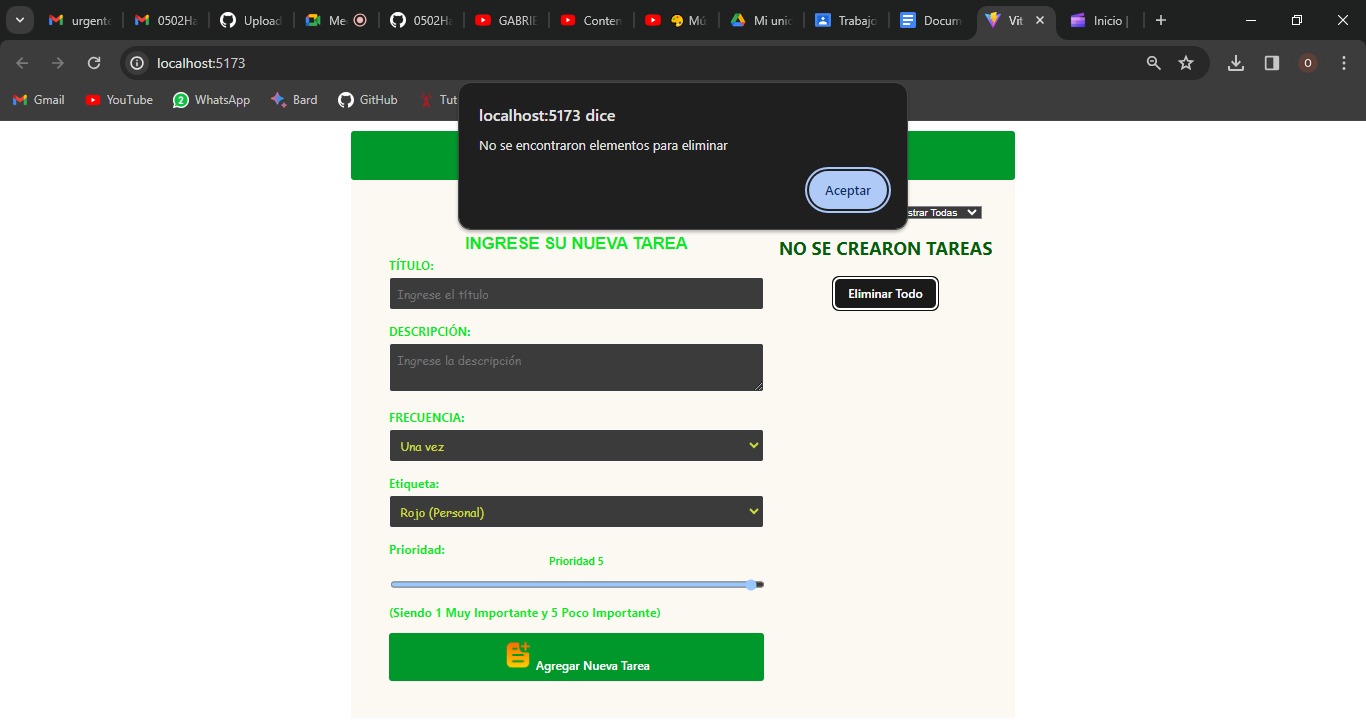 urgente
0502Ha
Upload
Me
0502Ha
GABRIE
Conten
Mú
Mi unic
Trabajo
Docum
Vit
Inicio |
localhost:5173
O
Gmail
YouTube
2
WhatsApp
Bard
GitHub
Tut
localhost:5173 dice
No se encontraron elementos para eliminar
Aceptar
strar Todas
INGRESE SU NUEVA TAREA
NO SE CREARON TAREAS
TÍTULO:
Ingrese el título
Eliminar Todo
DESCRIPCIÓN:
Ingrese la descripción
FRECUENCIA:
Una vez
Etiqueta:
Rojo (Personal)
Prioridad:
Prioridad 5
(Siendo 1 Muy Importante y 5 Poco Importante)
Agregar Nueva Tarea